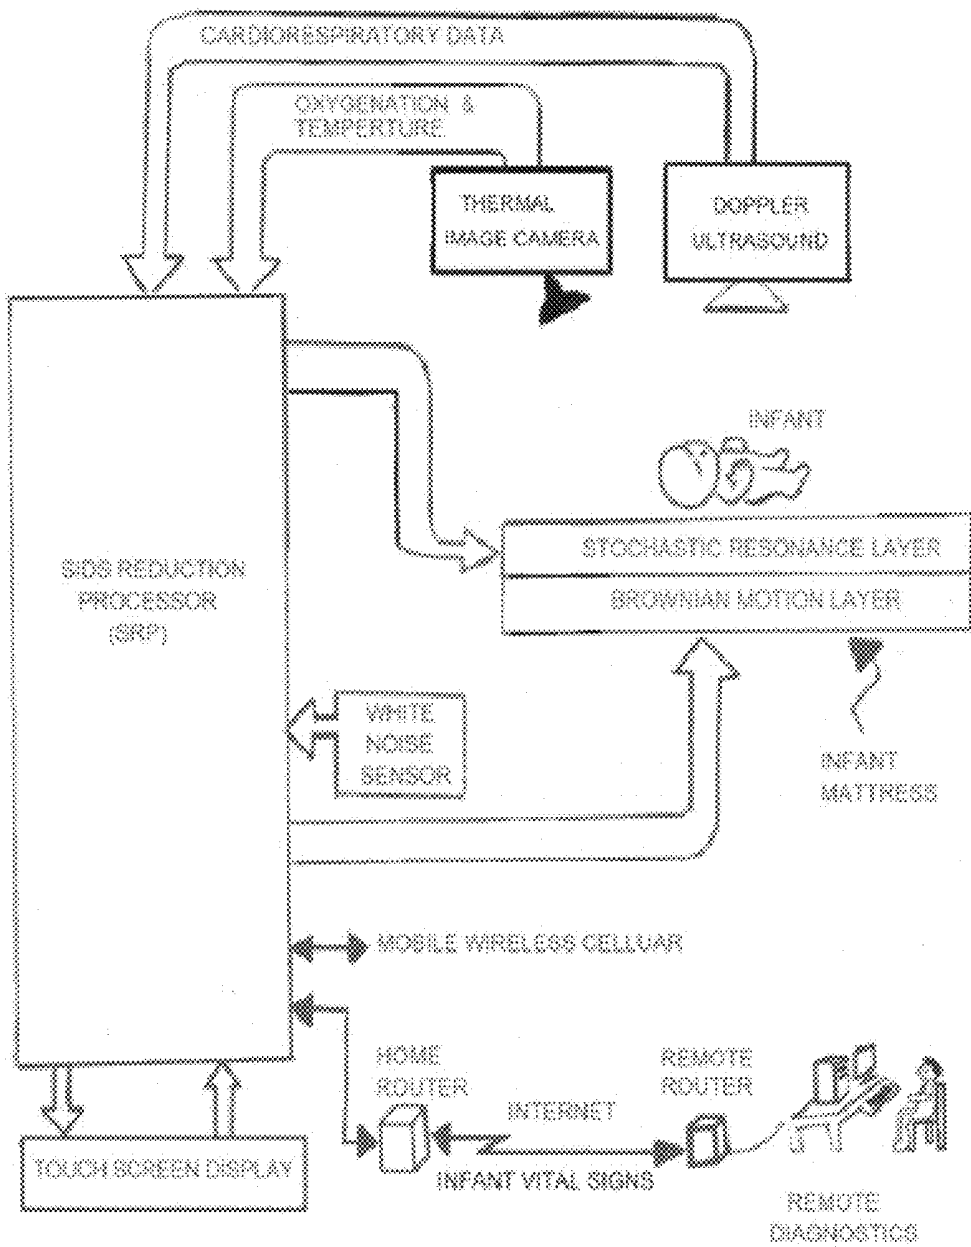 CARDIORESPIRATORY DATA
OXYGENATION &
TEMPERTURE
THERMAL
IMAGE CAMERA
DOPPLER
ULTRASOUND
INFANT
STOCHASTIC RESONANCE LAYER
BROWNIAN MOTION LAYER
SIDS REDUCTION
PROCESSOR
(SRP)
WHITE
NOISE
SENSOR
INFANT
MATTRESS
MOBILE WIRELESS CELLUAR
HOME
ROUTER
REMOTE
ROUTER
INTERNET
INFANT VITAL SIGNS
TOUCH SCREEN DISPLAY
REMOTE
DIAGNOSTICS